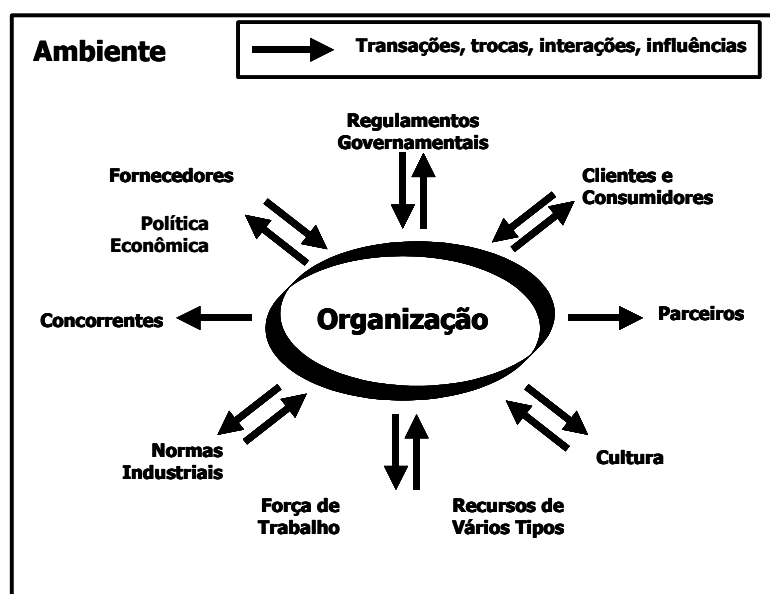 Ambiente
Transações, trocas, interações, influências
Regulamentos
Governamentais
Fornecedores
Clientes e
Consumidores
Política
Econômica
Concorrentes
Organização
Parceiros
Normas
Industriais
Cultura
Força de
Trabalho
Recursos de
Vários Tipos